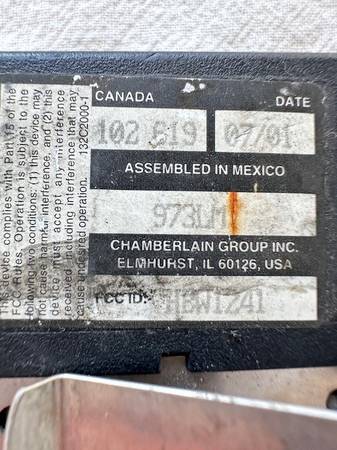 This device complies with Part 15 of the
FCC Rules. Operation is subject to the
following two conditions: (1) this device may
not cause harmful interference, and (2) this
device must accept any interference
received, including interference that may
cause undesired operation. 132C2000-1
CANADA DATE
102 619 07/01
ASSEMBLED IN MEXICO
973LM
CHAMBERLAIN GROUP INC.
ELMHURST, IL 60126, USA
FCC ID: HBW1241